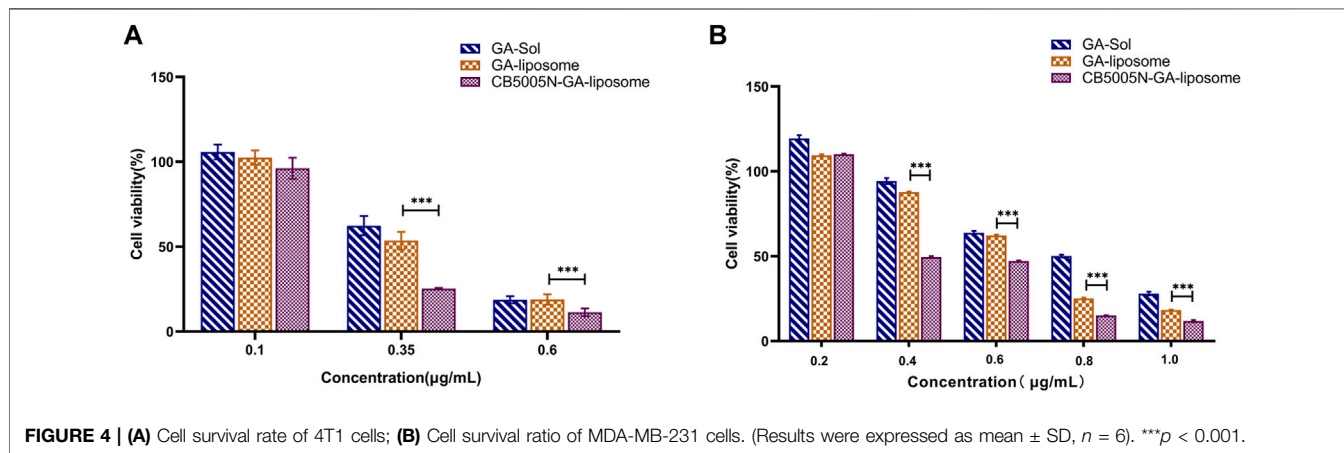 A
GA-Sol
GA-liposome
CB5005N-GA-liposome
150
100
50
0
Cell viability(%)
***
***
0.1
0.35
0.6
Concentration(μg/mL)
B
GA-Sol
GA-liposome
CB5005N-GA-liposome
150
100
50
0
Cell viability(%)
***
***
***
***
0.2
0.4
0.6
0.8
1.0
Concentration（ μg/mL）
FIGURE 4 | (A) Cell survival rate of 4T1 cells; (B) Cell survival ratio of MDA-MB-231 cells. (Results were expressed as mean ± SD, n = 6). ***p < 0.001.